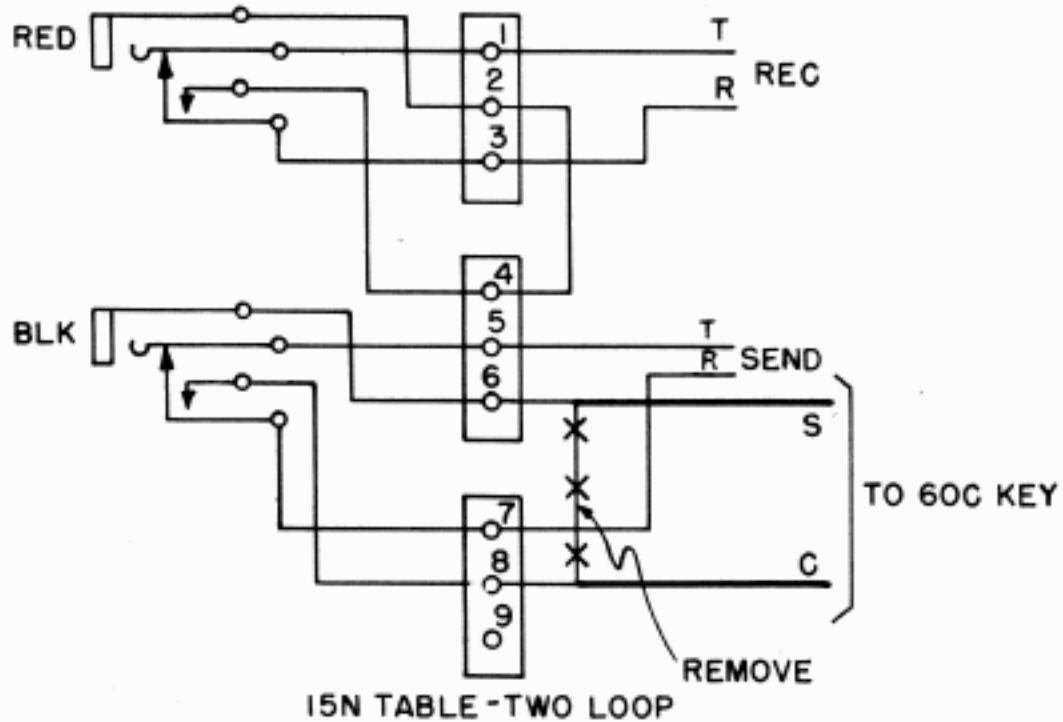 RED
1
T
REC
2
R
3
4
BLK
5
T
R SEND
6
S
TO 60C KEY
7
8
C
9
REMOVE
15N TABLE-TWO LOOP